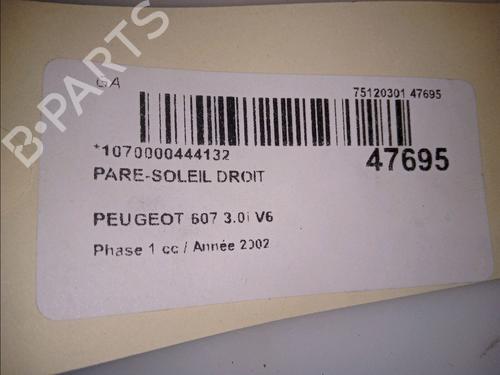 B-PARTS
GA
75120301 47695
*1070000444132
47695
PARE-SOLEIL DROIT
PEUGEOT 607 3.0i V6
Phase 1 cc / Année 2002